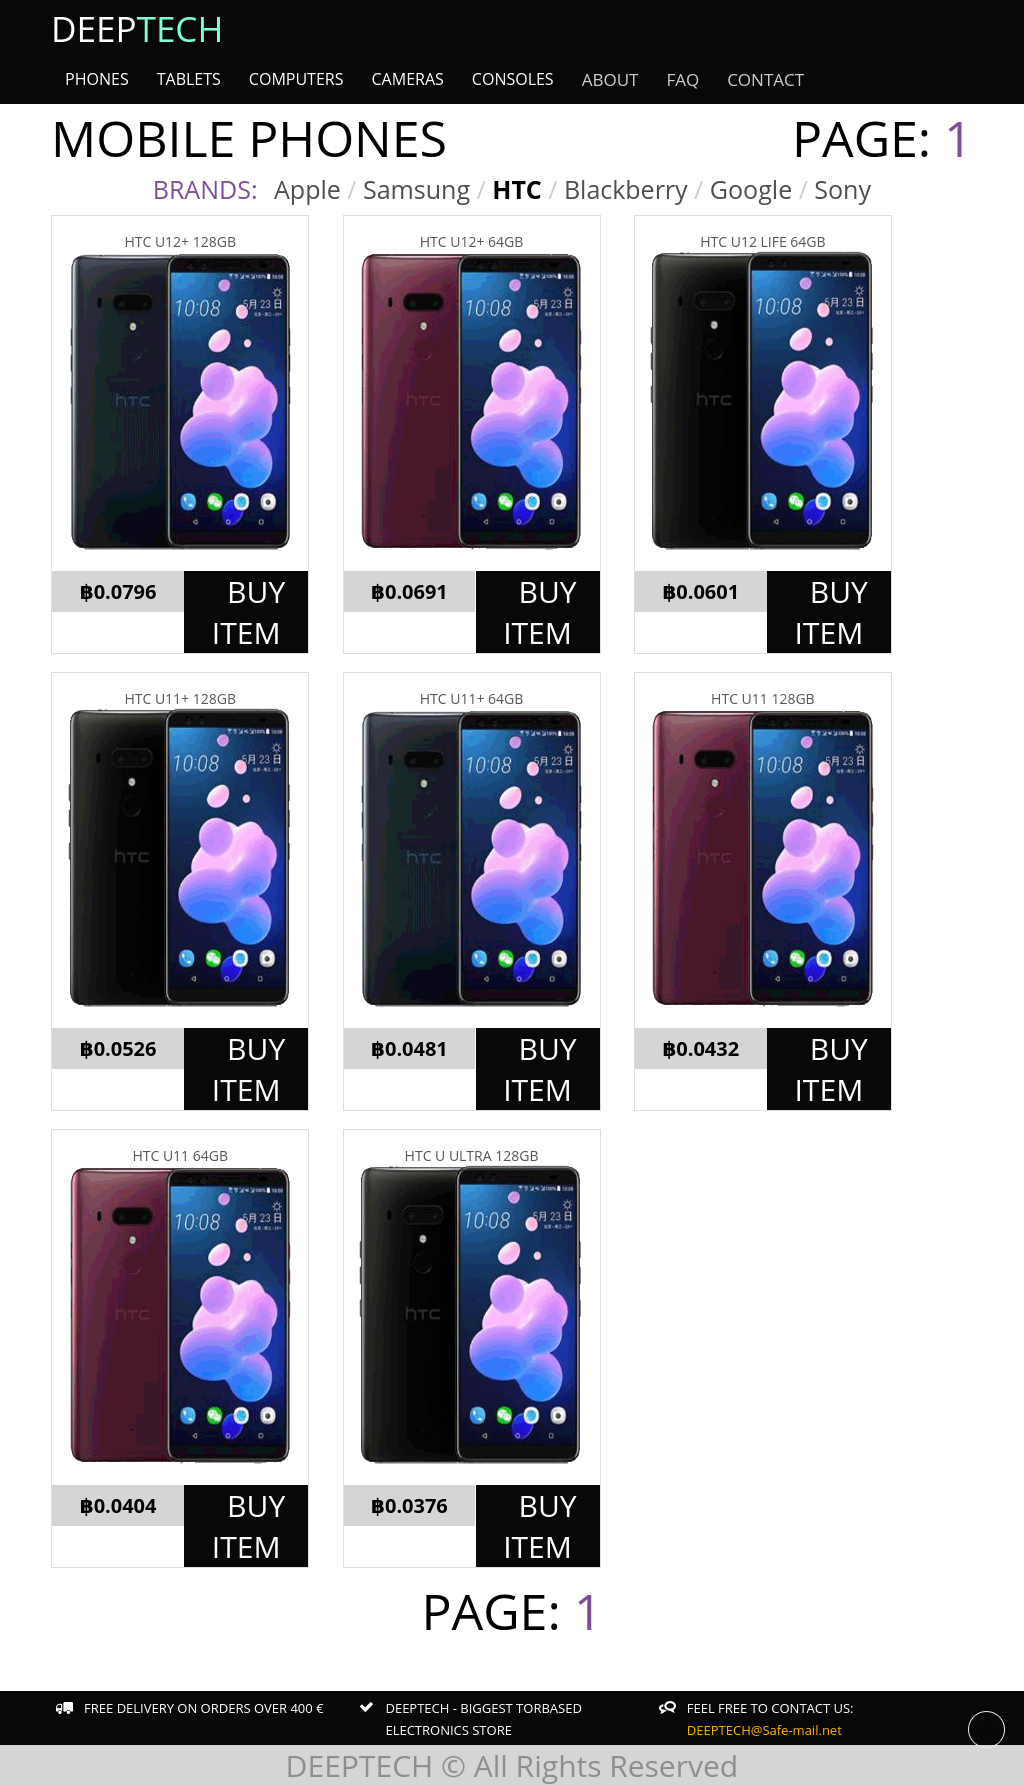 DEEPTECH
PHONES TABLETS COMPUTERS CAMERAS CONSOLES ABOUT FAQ CONTACT
MOBILE PHONES PAGE: 1
BRANDS: Apple / Samsung / HTC / Blackberry / Google / Sony
HTC U12+ 128GB HTC U12+ 64GB HTC U12 LIFE 64GB
10:08 5月 23 日 10:08 5月 23 日 10:08 5月 23 日
hTC hTC hTC
฿0.0796 BUY ฿0.0691 BUY ฿0.0601 BUY
ITEM ITEM ITEM
HTC U11+ 128GB HTC U11+ 64GB HTC U11 128GB
10:08 5月 23 日 10:08 5月 23 日 10:08 5月 23 日
hTC hTC hTC
฿0.0526 BUY ฿0.0481 BUY ฿0.0432 BUY
ITEM ITEM ITEM
HTC U11 64GB HTC U ULTRA 128GB
10:08 5月 23 日 10:08 5月 23 日
hTC hTC
฿0.0404 BUY ฿0.0376 BUY
ITEM ITEM
PAGE: 1
FREE DELIVERY ON ORDERS OVER 400 € DEEPTECH - BIGGEST TORBASED FEEL FREE TO CONTACT US:
ELECTRONICS STORE DEEPTECH@Safe-mail.net
DEEPTECH © All Rights Reserved